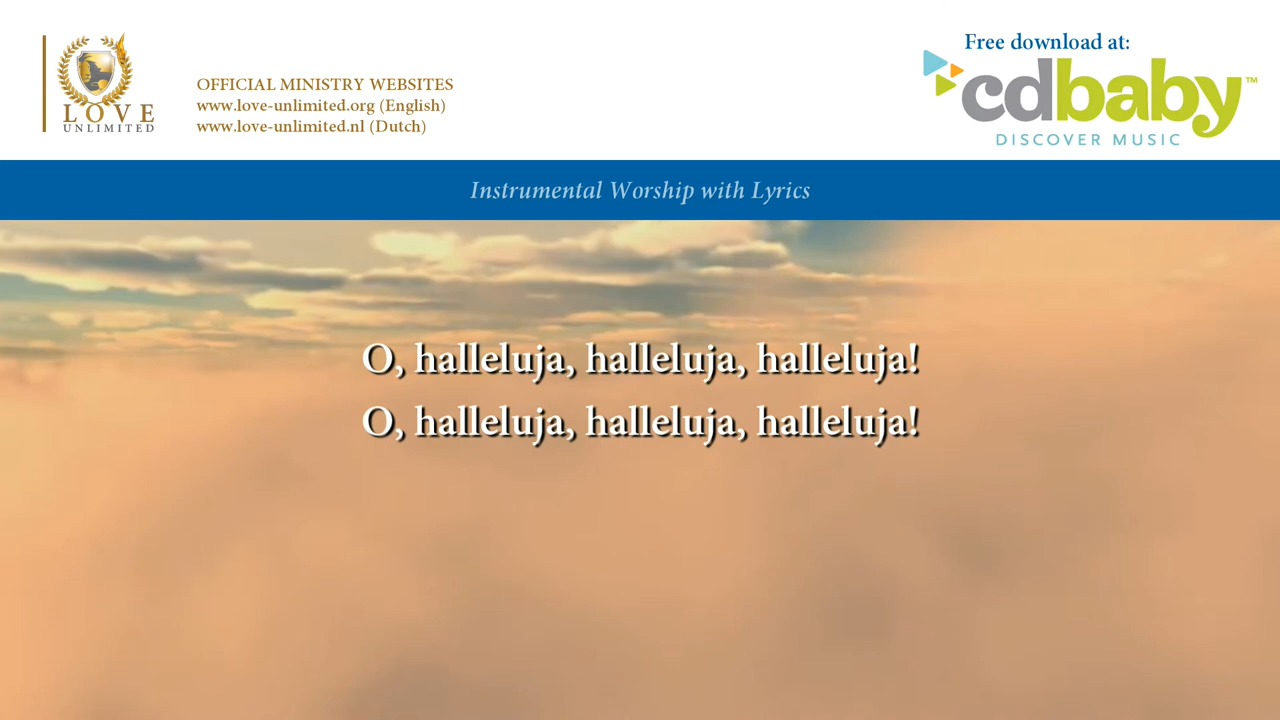 LOVE
UNLIMITED
OFFICIAL MINISTRY WEBSITES
www.love-unlimited.org (English)
www.love-unlimited.nl (Dutch)
Free download at:
cdbaby™
DISCOVER MUSIC
Instrumental Worship with Lyrics
O, halleluja, halleluja, halleluja!
O, halleluja, halleluja, halleluja!